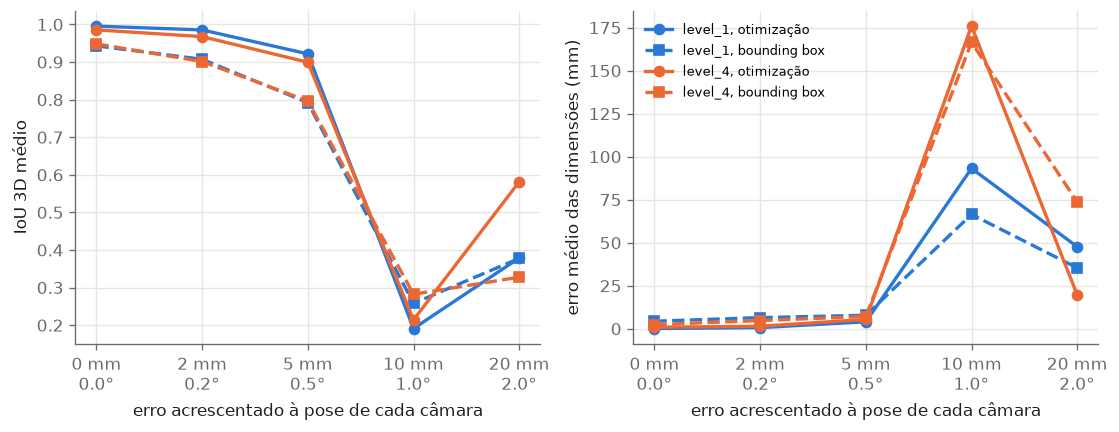 1.0
0.9
0.8
0.7
0.6
0.5
0.4
0.3
0.2
IoU 3D médio
0 mm 2 mm 5 mm 10 mm 20 mm
0.0° 0.2° 0.5° 1.0° 2.0°
erro acrescentado à pose de cada câmara
175
150
125
100
75
50
25
0
erro médio das dimensões (mm)
level_1, otimização
level_1, bounding box
level_4, otimização
level_4, bounding box
0 mm 2 mm 5 mm 10 mm 20 mm
0.0° 0.2° 0.5° 1.0° 2.0°
erro acrescentado à pose de cada câmara